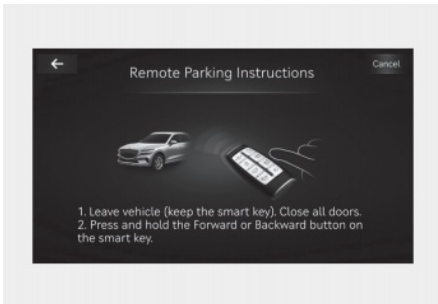 Remote Parking Instructions
Cancel
1. Leave vehicle (keep the smart key). Close all doors.
2. Press and hold the Forward or Backward button on
the smart key.